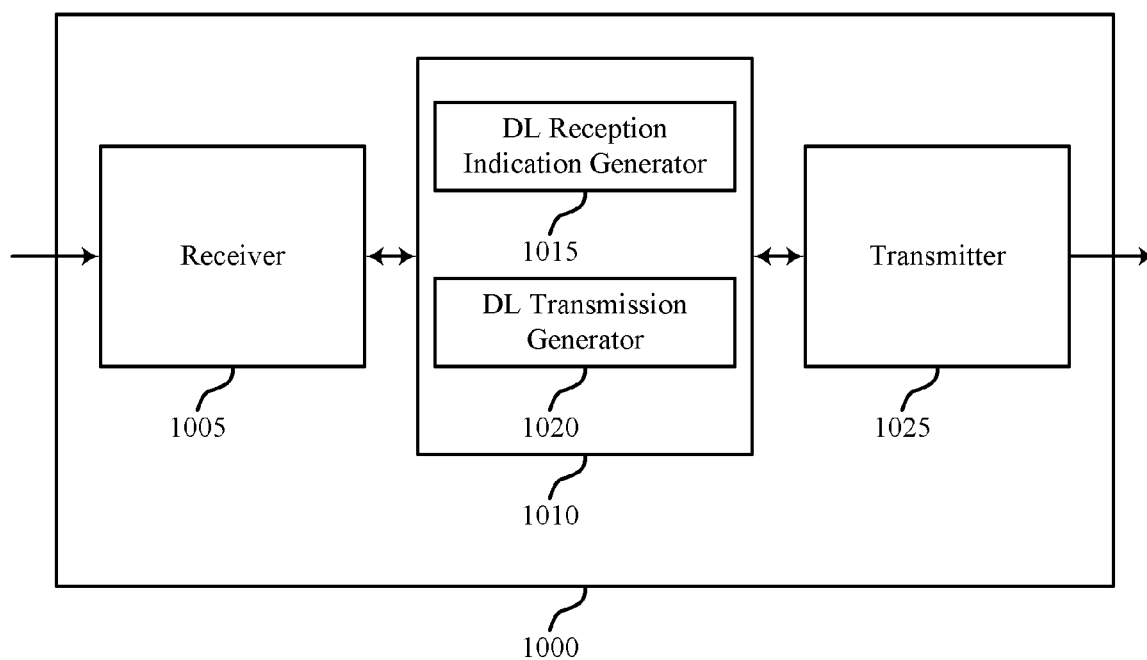 DL Reception
Indication Generator
1015
Receiver
1005
DL Transmission
Generator
1020
Transmitter
1025
1010
1000